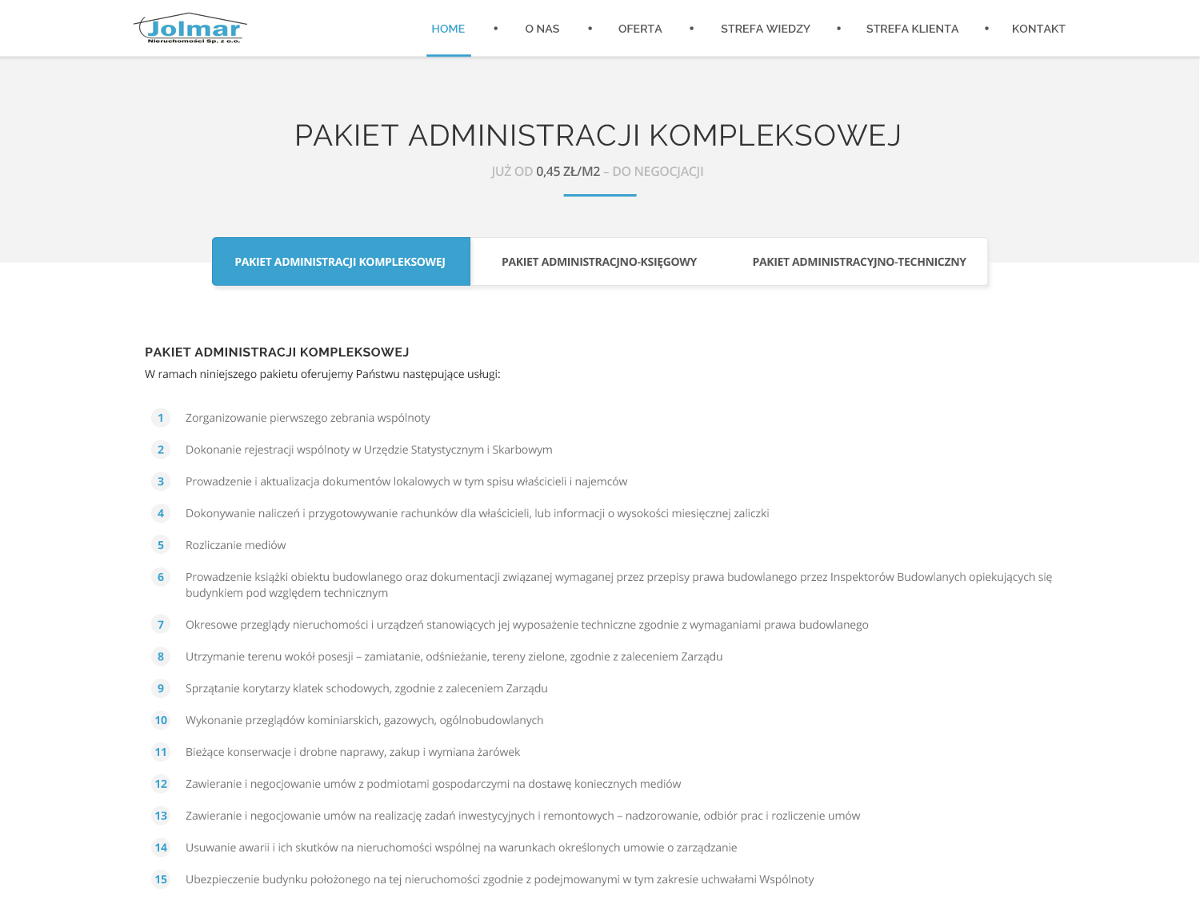 Jolmar
Nieruchomości Sp. z o.o.
HOME • O NAS • OFERTA • STREFA WIEDZY • STREFA KLIENTA • KONTAKT
PAKIET ADMINISTRACJI KOMPLEKSOWEJ
JUŻ OD 0,45 ZŁ/M2 – DO NEGOCJACJI
PAKIET ADMINISTRACJI KOMPLEKSOWEJ PAKIET ADMINISTRACJNO-KSIĘGOWY PAKIET ADMINISTRACYJNO-TECHNICZNY
PAKIET ADMINISTRACJI KOMPLEKSOWEJ
W ramach niniejszego pakietu oferujemy Państwu następujące usługi:
1 Zorganizowanie pierwszego zebrania wspólnoty
2 Dokonanie rejestracji wspólnoty w Urzędzie Statystycznym i Skarbowym
3 Prowadzenie i aktualizacja dokumentów lokalowych w tym spisu właścicieli i najemców
4 Dokonywanie naliczeń i przygotowywanie rachunków dla właścicieli, lub informacji o wysokości miesięcznej zaliczki
5 Rozliczanie mediów
6 Prowadzenie książki obiektu budowlanego oraz dokumentacji związanej wymaganej przez przepisy prawa budowlanego przez Inspektorów Budowlanych opiekujących się
budynkiem pod względem technicznym
7 Okresowe przeglądy nieruchomości i urządzeń stanowiących jej wyposażenie techniczne zgodnie z wymaganiami prawa budowlanego
8 Utrzymanie terenu wokół posesji – zamiatanie, odśnieżanie, tereny zielone, zgodnie z zaleceniem Zarządu
9 Sprzątanie korytarzy klatek schodowych, zgodnie z zaleceniem Zarządu
10 Wykonanie przeglądów kominiarskich, gazowych, ogólnobudowlanych
11 Bieżące konserwacje i drobne naprawy, zakup i wymiana żarówek
12 Zawieranie i negocjowanie umów z podmiotami gospodarczymi na dostawę koniecznych mediów
13 Zawieranie i negocjowanie umów na realizację zadań inwestycyjnych i remontowych – nadzorowanie, odbiór prac i rozliczenie umów
14 Usuwanie awarii i ich skutków na nieruchomości wspólnej na warunkach określonych umowie o zarządzanie
15 Ubezpieczenie budynku położonego na tej nieruchomości zgodnie z podejmowanymi w tym zakresie uchwałami Wspólnoty